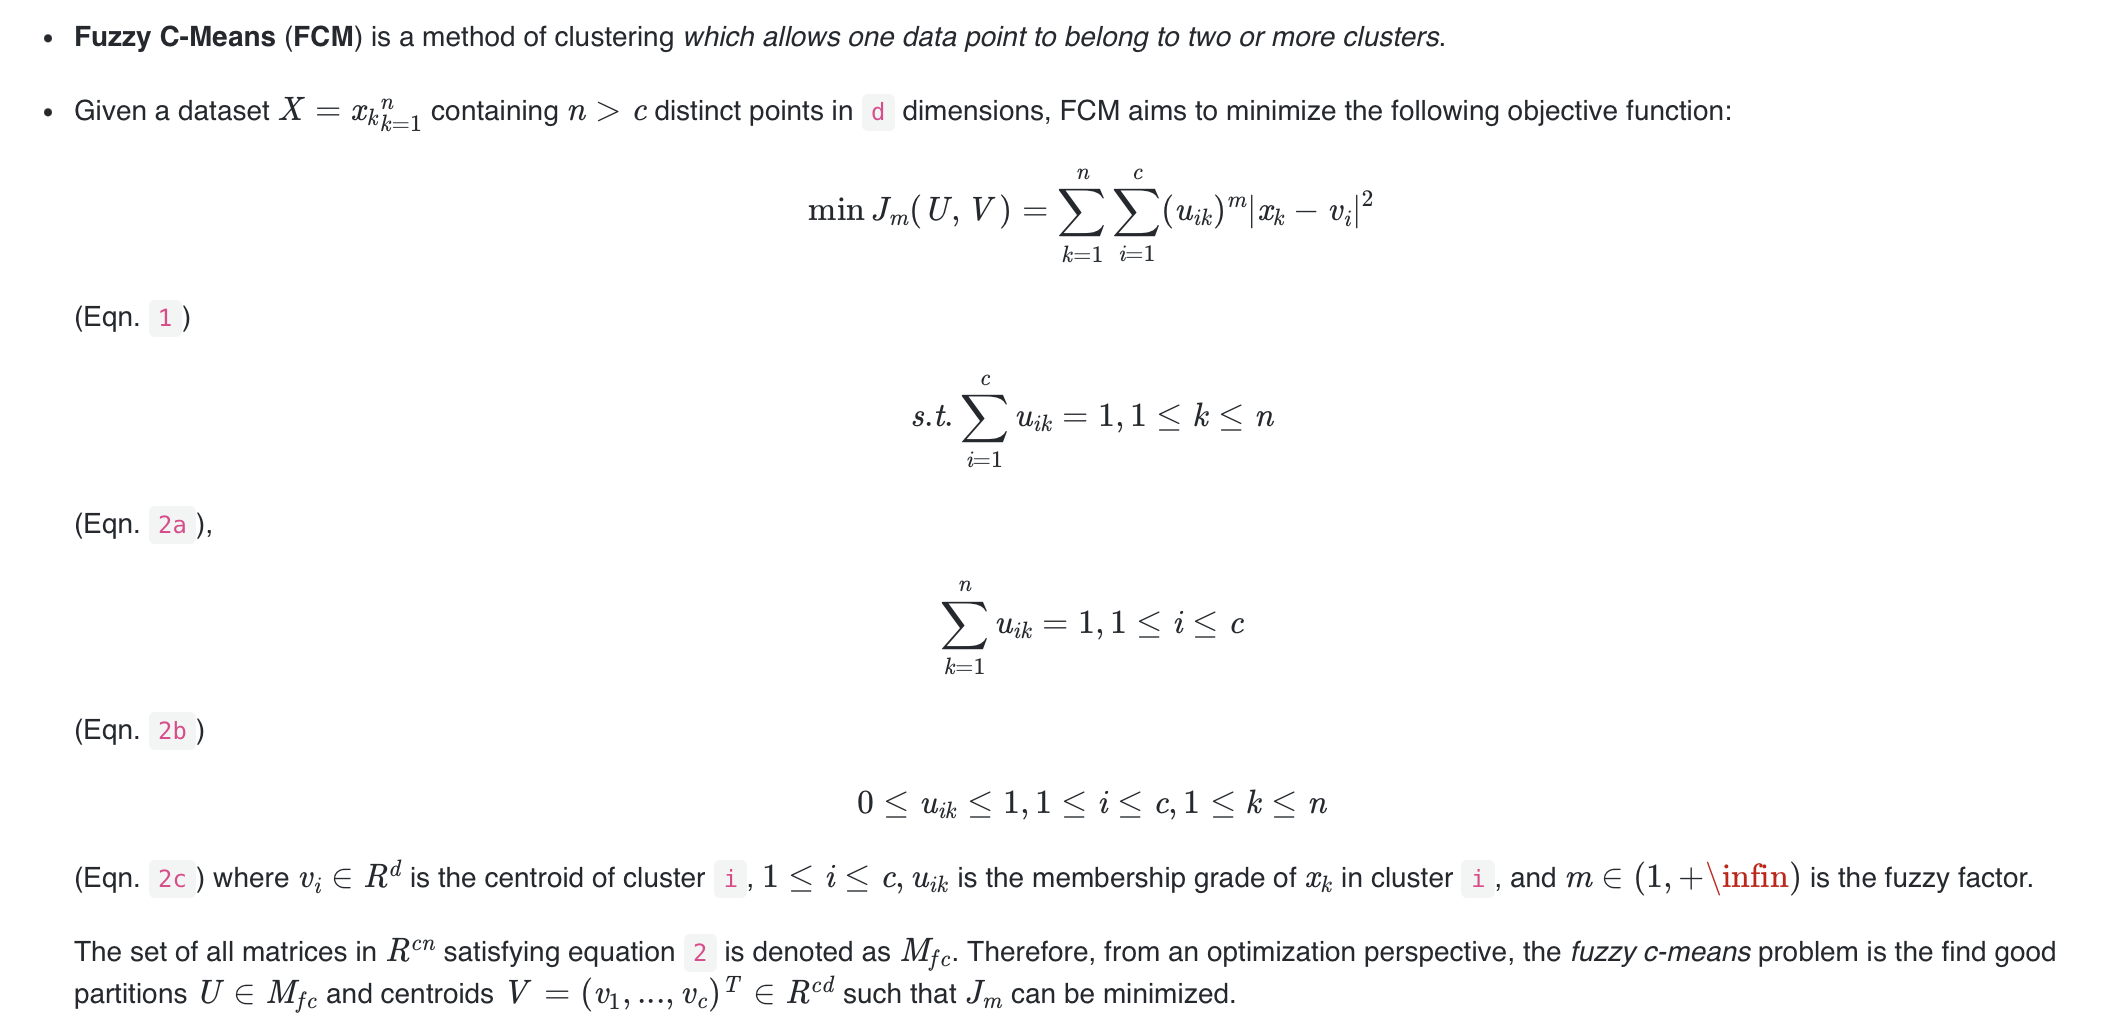 • Fuzzy C-Means (FCM) is a method of clustering which allows one data point to belong to two or more clusters.
• Given a dataset $X = x_{k}{}_{k=1}^{n}$ containing $n > c$ distinct points in d dimensions, FCM aims to minimize the following objective function:
$\min J_m(U, V) = \sum_{k=1}^{n} \sum_{i=1}^{c} (u_{ik})^m |x_k - v_i|^2$
(Eqn. 1 )
$s.t. \sum_{i=1}^{c} u_{ik} = 1, 1 \leq k \leq n$
(Eqn. 2a ),
$\sum_{k=1}^{n} u_{ik} = 1, 1 \leq i \leq c$
(Eqn. 2b )
$0 \leq u_{ik} \leq 1, 1 \leq i \leq c, 1 \leq k \leq n$
(Eqn. 2c ) where $v_i \in R^d$ is the centroid of cluster i , $1 \leq i \leq c$, $u_{ik}$ is the membership grade of $x_k$ in cluster i , and $m \in (1, +\infin)$ is the fuzzy factor.
The set of all matrices in $R^{cn}$ satisfying equation 2 is denoted as $M_{fc}$. Therefore, from an optimization perspective, the fuzzy c-means problem is the find good
partitions $U \in M_{fc}$ and centroids $V = (v_1, ..., v_c)^T \in R^{cd}$ such that $J_m$ can be minimized.